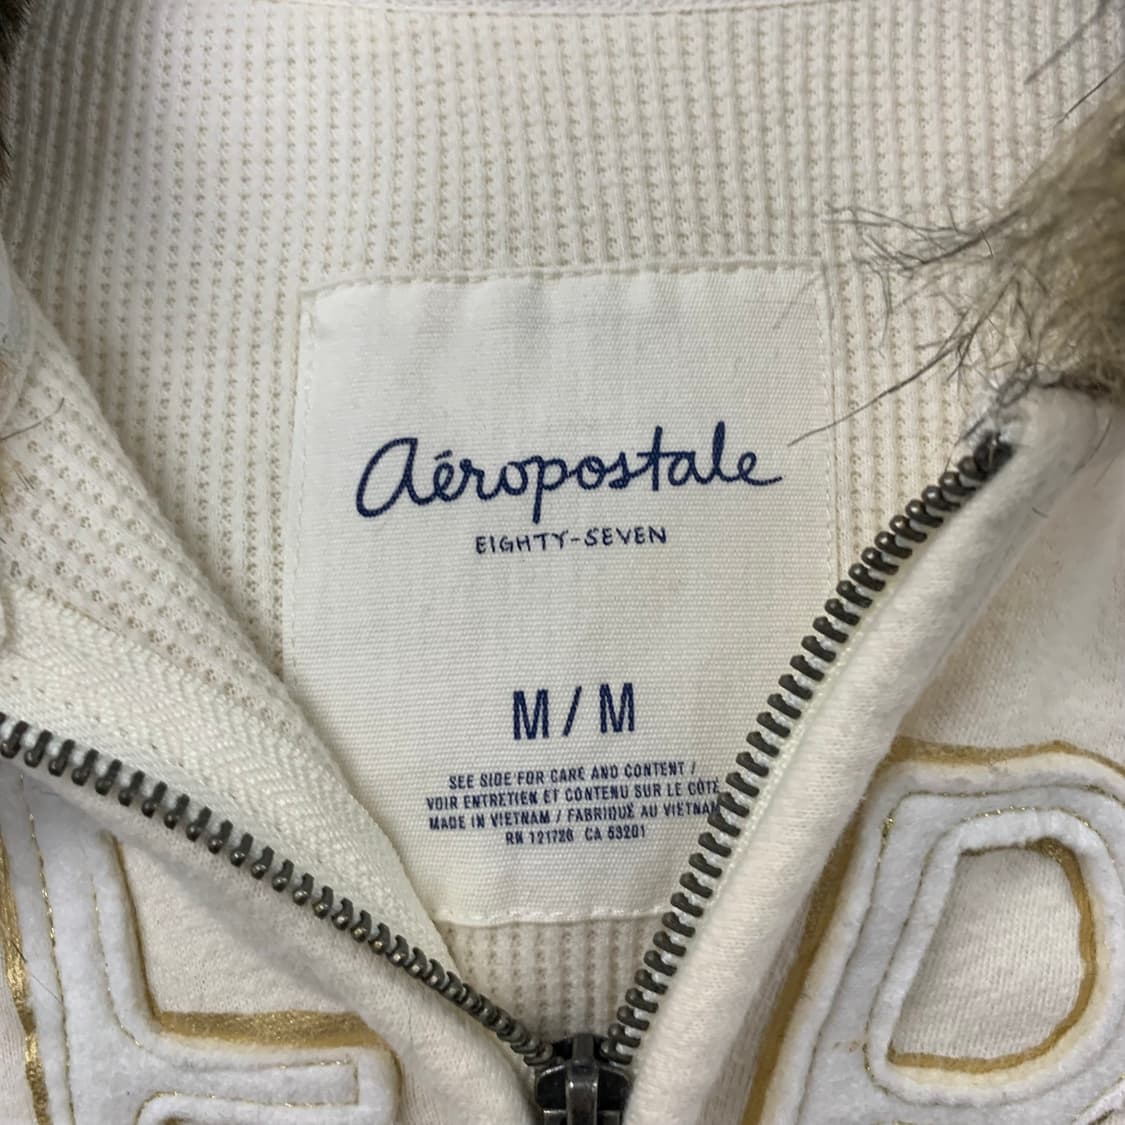 Aéropostale
EIGHTY-SEVEN
M / M
SEE SIDE FOR CARE AND CONTENT /
VOIR ENTRETIEN ET CONTENU SUR LE CÔTÉ
MADE IN VIETNAM / FABRIQUÉ AU VIETNAM
RN 121726 CA 53201